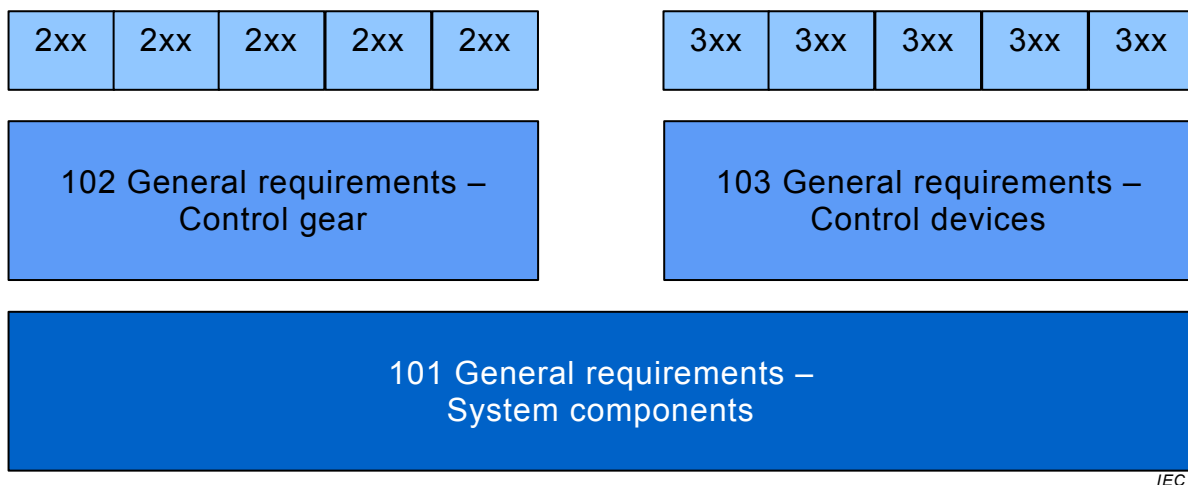 2xx 2xx 2xx 2xx 2xx 3xx 3xx 3xx 3xx 3xx
102 General requirements –
Control gear
103 General requirements –
Control devices
101 General requirements –
System components
IEC